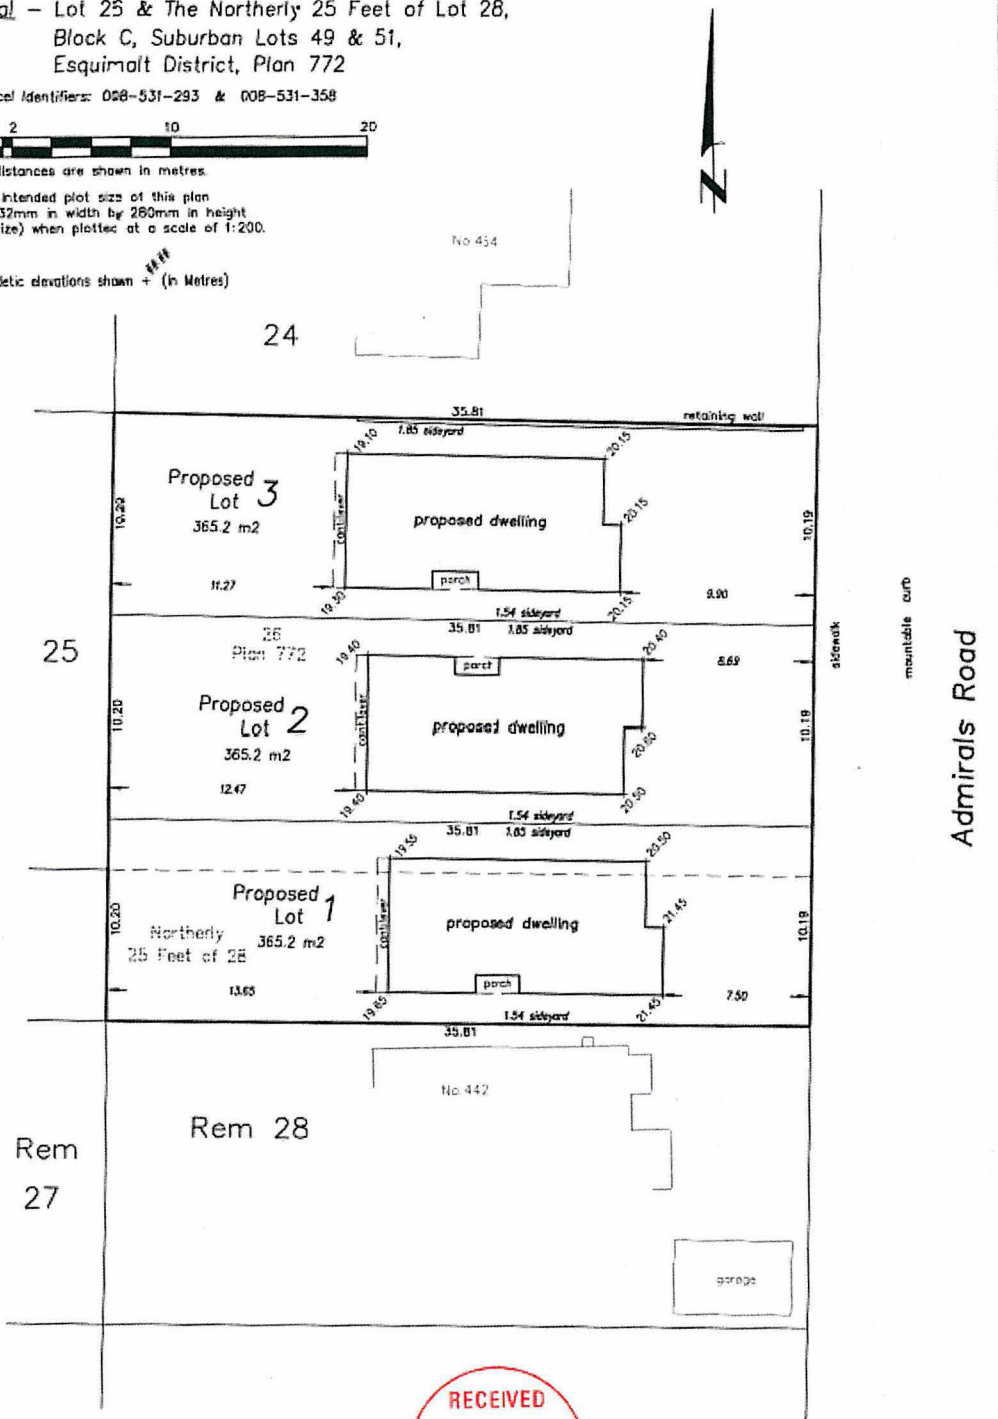 al – Lot 25 & The Northerly 25 Feet of Lot 28,
Block C, Suburban Lots 49 & 51,
Esquimalt District, Plan 772
cel Identifiers: 008-531-293 & 008-531-358
2 10 20
distances are shown in metres.
intended plot size of this plan
32mm in width by 280mm in height
ize) when plotted at a scale of 1:200.
detic elevations shown + (in Metres)
N
No.434
24
35.81
retaining wall
1.85 sideyard
19.10
20.15
Proposed
Lot 3
365.2 m2
10.20
cantilever
proposed dwelling
20.15
10.19
porch
11.27
9.90
19.30
20.15
1.54 sideyard
35.81 1.85 sideyard
26
Plan 772
25
19.40
20.40
porch
8.69
sidewalk
mountable curb
Admirals Road
Proposed
Lot 2
365.2 m2
10.20
cantilever
proposed dwelling
20.60
10.19
12.47
19.40
20.50
1.54 sideyard
35.81 1.85 sideyard
19.55
20.50
Proposed
Lot 1
365.2 m2
10.20
Northerly
25 Feet of 28
cantilever
proposed dwelling
21.45
10.19
porch
13.65
7.50
19.65
21.45
1.54 sideyard
35.81
No.442
Rem 28
Rem
27
garage
RECEIVED